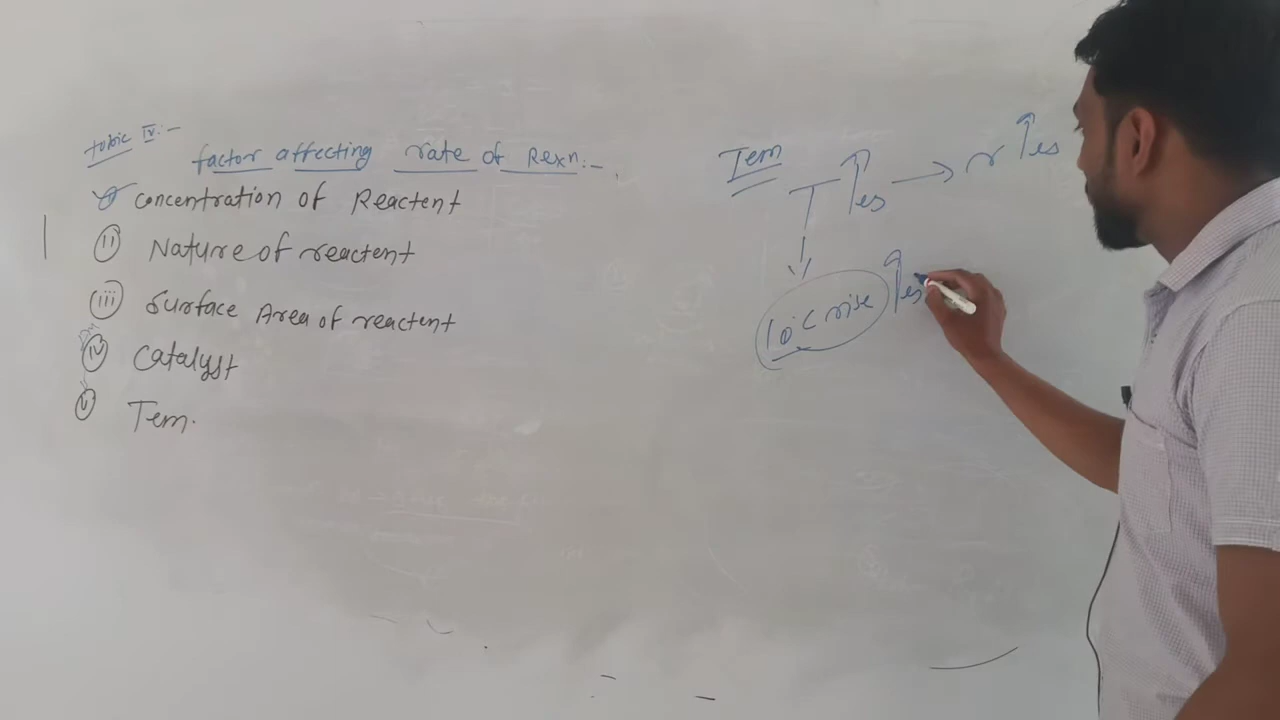 topic IV:-
factor affecting rate of Rexn:-
concentration of Reactent
(ii) Nature of reactent
(iii) Surface Area of reactent
(iv) Catalyst
(v) Tem.
Tem
T ↑es → r ↑es
↓
10°C rise ↑es